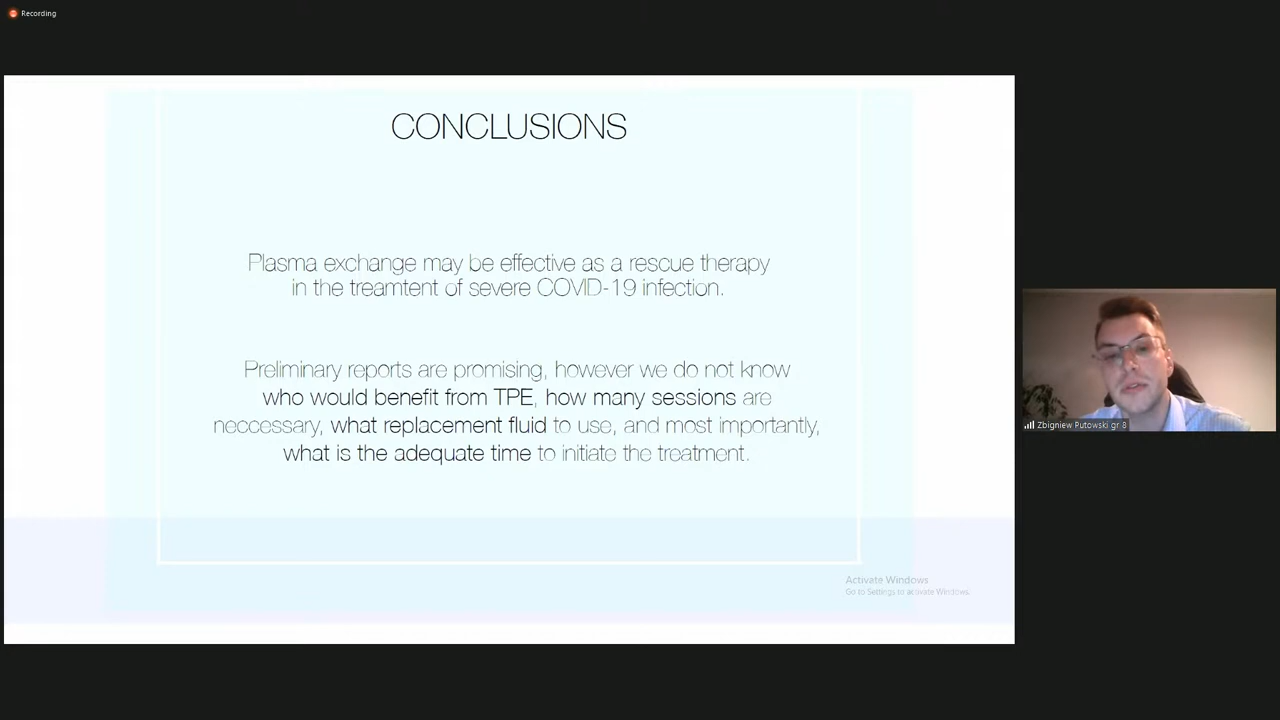 Recording
CONCLUSIONS
Plasma exchange may be effective as a rescue therapy
in the treamtent of severe COVID-19 infection.
Preliminary reports are promising, however we do not know
who would benefit from TPE, how many sessions are
neccessary, what replacement fluid to use, and most importantly,
what is the adequate time to initiate the treatment.
Zbigniew Putowski gr 8
Activate Windows
Go to Settings to activate Windows.